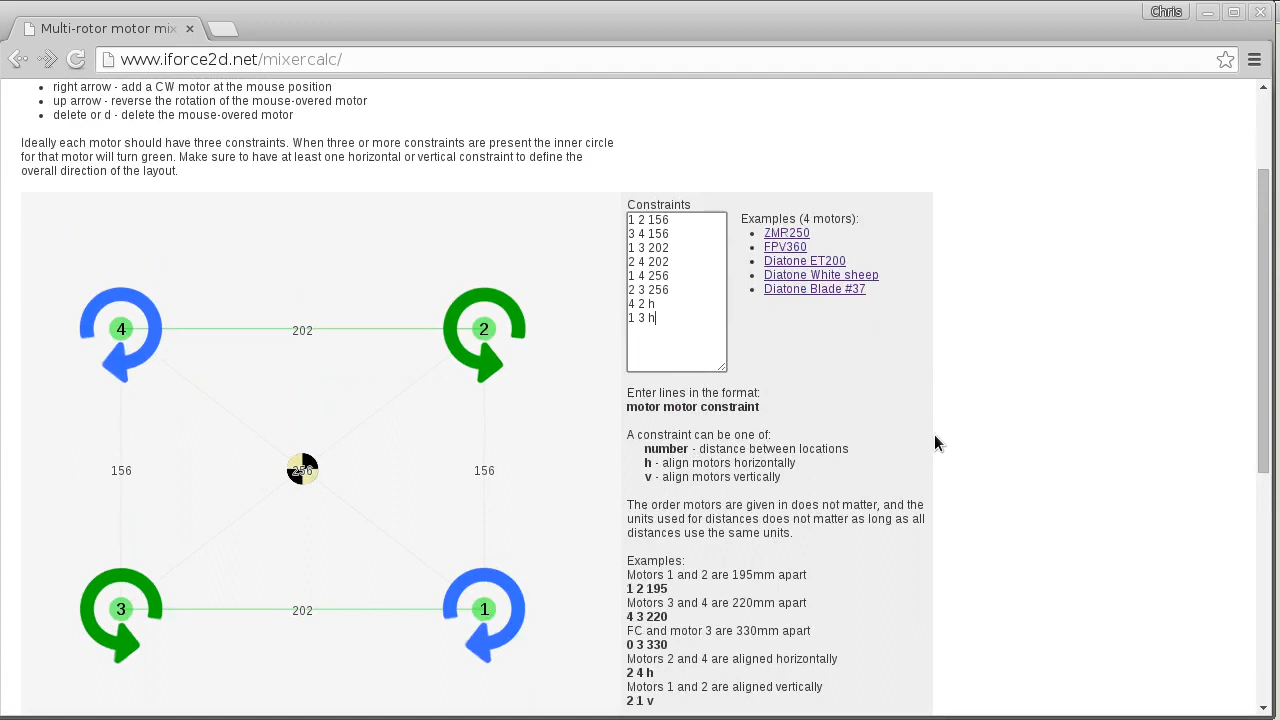 Chris
Multi-rotor motor mix
www.iforce2d.net/mixercalc/
right arrow - add a CW motor at the mouse position
up arrow - reverse the rotation of the mouse-overed motor
delete or d - delete the mouse-overed motor
Ideally each motor should have three constraints. When three or more constraints are present the inner circle
for that motor will turn green. Make sure to have at least one horizontal or vertical constraint to define the
overall direction of the layout.
4
202
2
156
256
156
3
202
1
Constraints
1 2 156
3 4 156
1 3 202
2 4 202
1 4 256
2 3 256
4 2 h
1 3 h
Examples (4 motors):
ZMR250
FPV360
Diatone ET200
Diatone White sheep
Diatone Blade #37
Enter lines in the format:
motor motor constraint
A constraint can be one of:
number - distance between locations
h - align motors horizontally
v - align motors vertically
The order motors are given in does not matter, and the
units used for distances does not matter as long as all
distances use the same units.
Examples:
Motors 1 and 2 are 195mm apart
1 2 195
Motors 3 and 4 are 220mm apart
4 3 220
FC and motor 3 are 330mm apart
0 3 330
Motors 2 and 4 are aligned horizontally
2 4 h
Motors 1 and 2 are aligned vertically
2 1 v